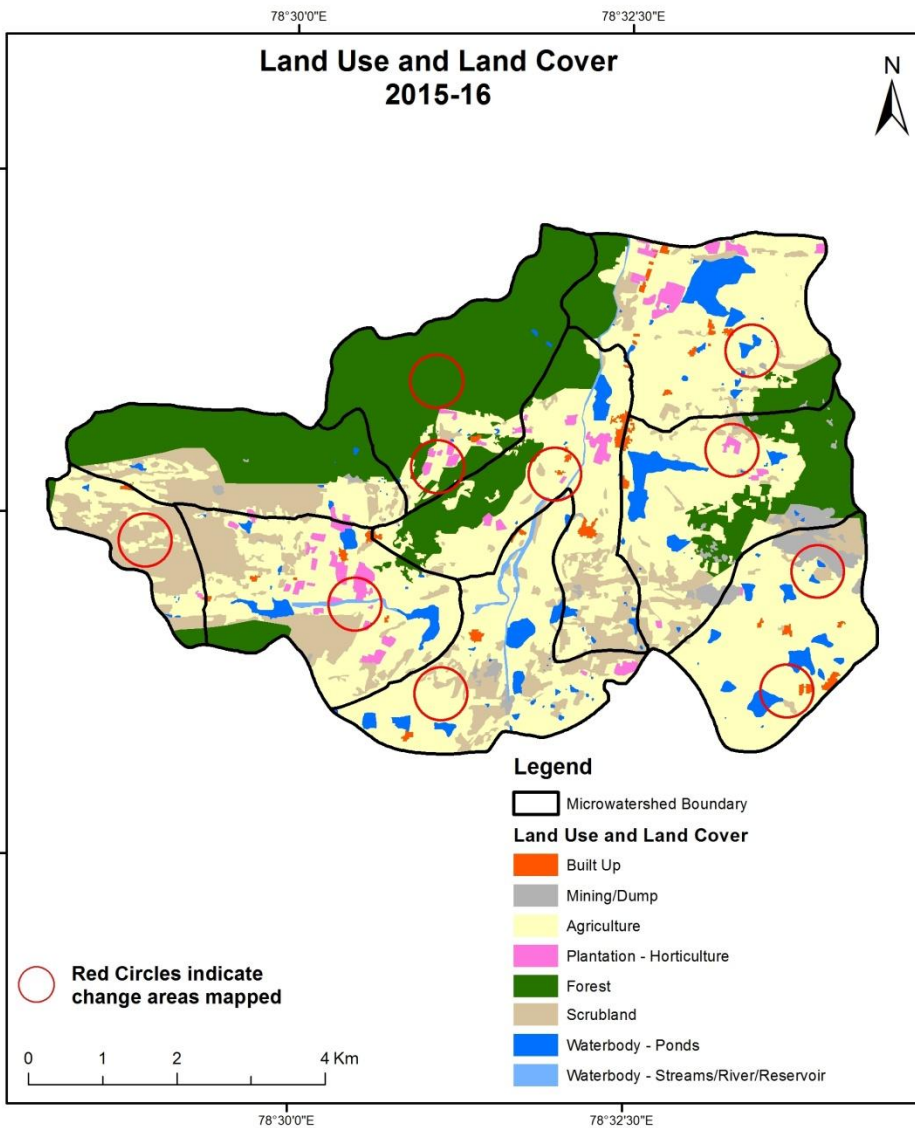 78°30'0"E
78°32'30"E
Land Use and Land Cover
2015-16
N
Legend
Microwatershed Boundary
Land Use and Land Cover
Built Up
Mining/Dump
Agriculture
Plantation - Horticulture
Forest
Scrubland
Waterbody - Ponds
Waterbody - Streams/River/Reservoir
Red Circles indicate
change areas mapped
0 1 2 4 Km
78°30'0"E
78°32'30"E